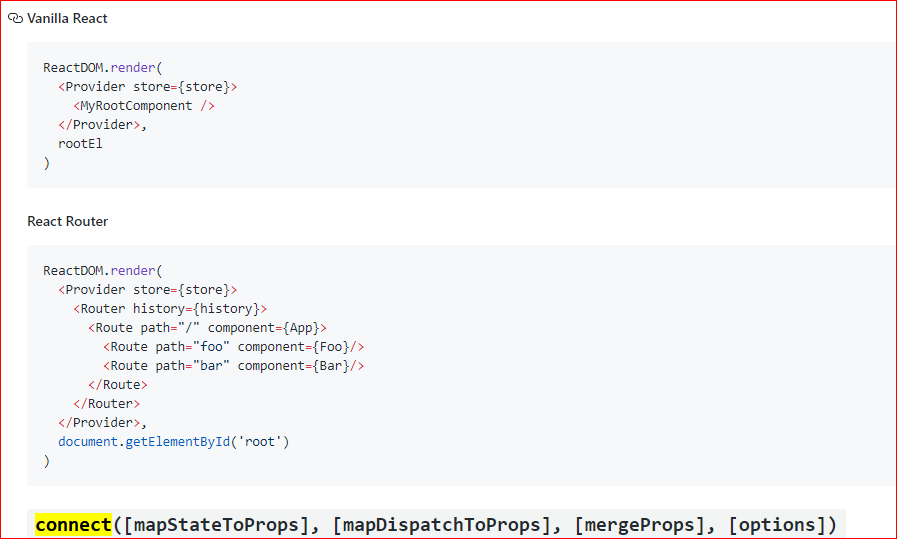 Vanilla React
ReactDOM.render(
  <Provider store={store}>
    <MyRootComponent />
  </Provider>,
  rootEl
)
React Router
ReactDOM.render(
  <Provider store={store}>
    <Router history={history}>
      <Route path="/" component={App}>
        <Route path="foo" component={Foo}/>
        <Route path="bar" component={Bar}/>
      </Route>
    </Router>
  </Provider>,
  document.getElementById('root')
)
connect([mapStateToProps], [mapDispatchToProps], [mergeProps], [options])